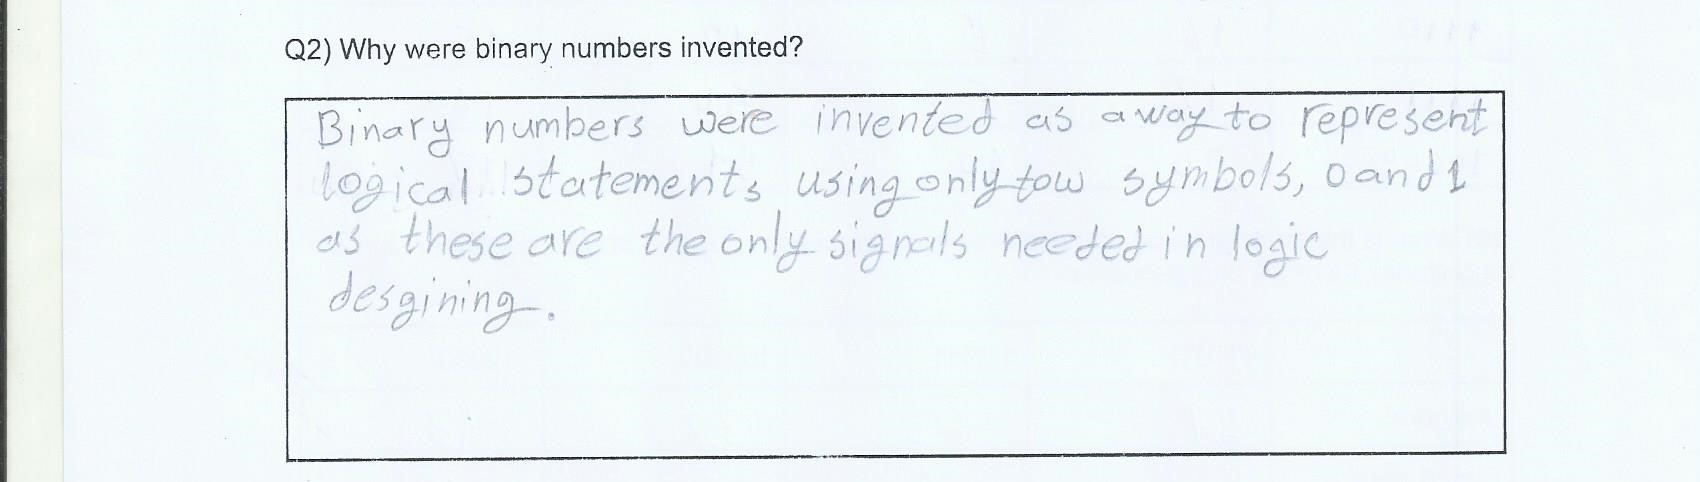 Q2) Why were binary numbers invented?
Binary numbers were invented as a way to represent
logical statements using only tow symbols, 0 and 1
as these are the only signals needed in logic
desgining.